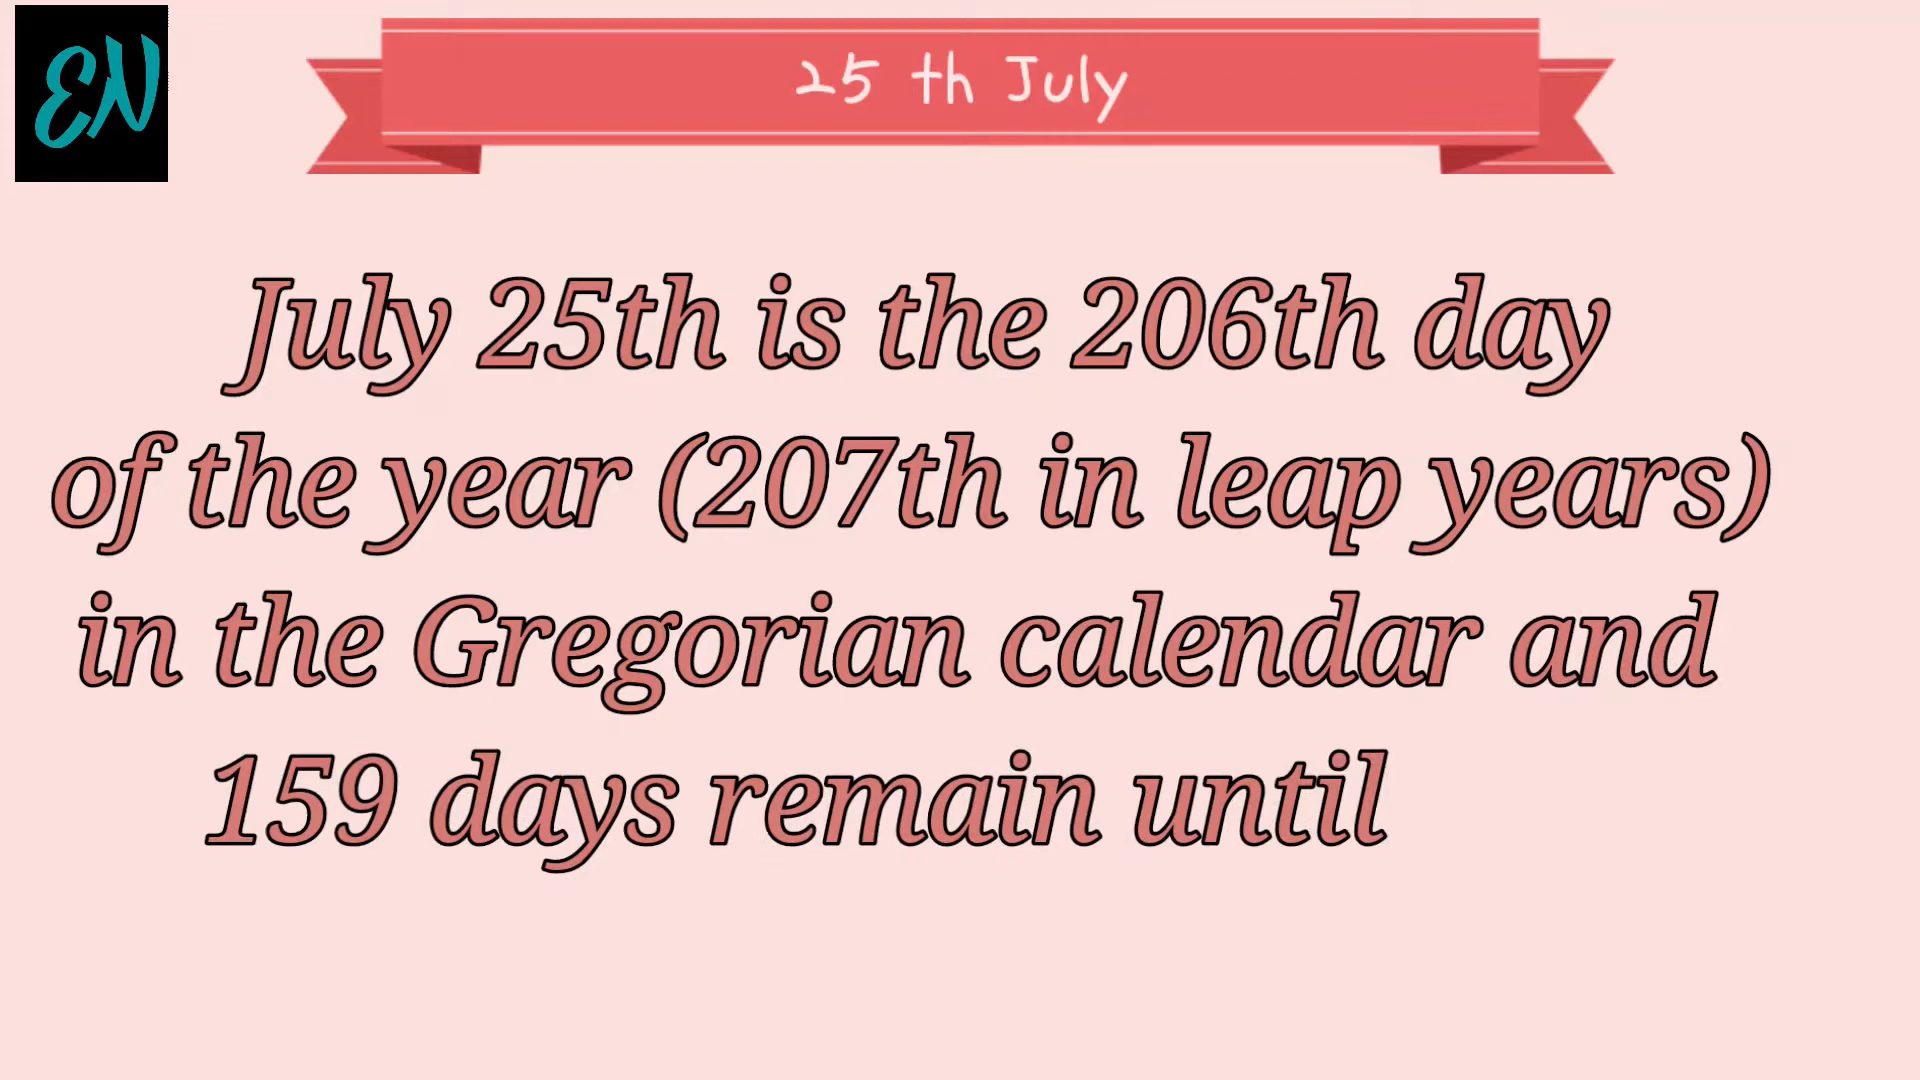 EN
25 th July
July 25th is the 206th day
of the year (207th in leap years)
in the Gregorian calendar and
159 days remain until